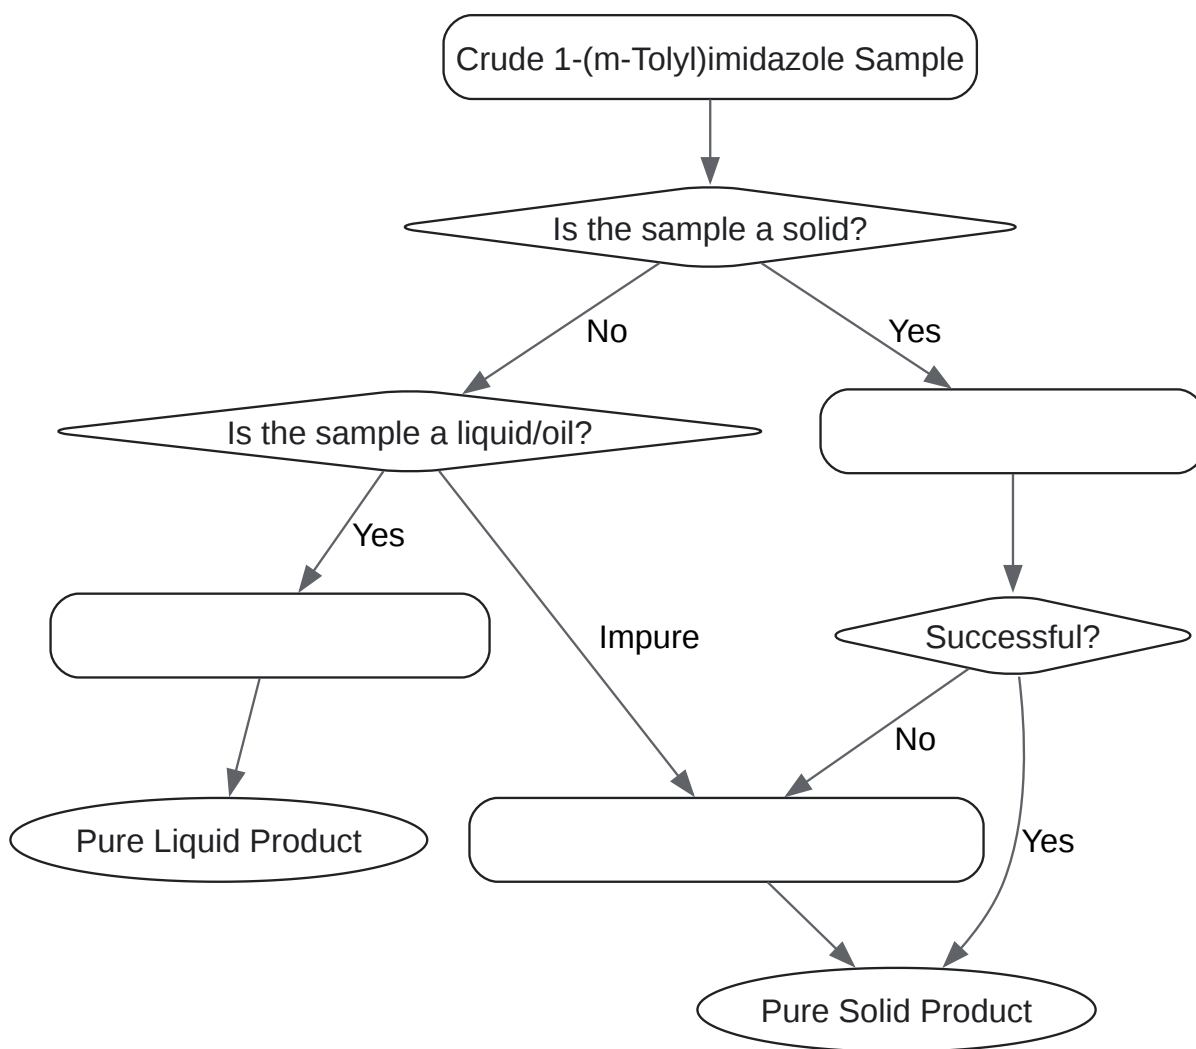 Crude 1-(m-Tolyl)imidazole Sample
Is the sample a solid?
No
Yes
Is the sample a liquid/oil?
Yes
Impure
Successful?
No
Pure Liquid Product
Yes
Pure Solid Product